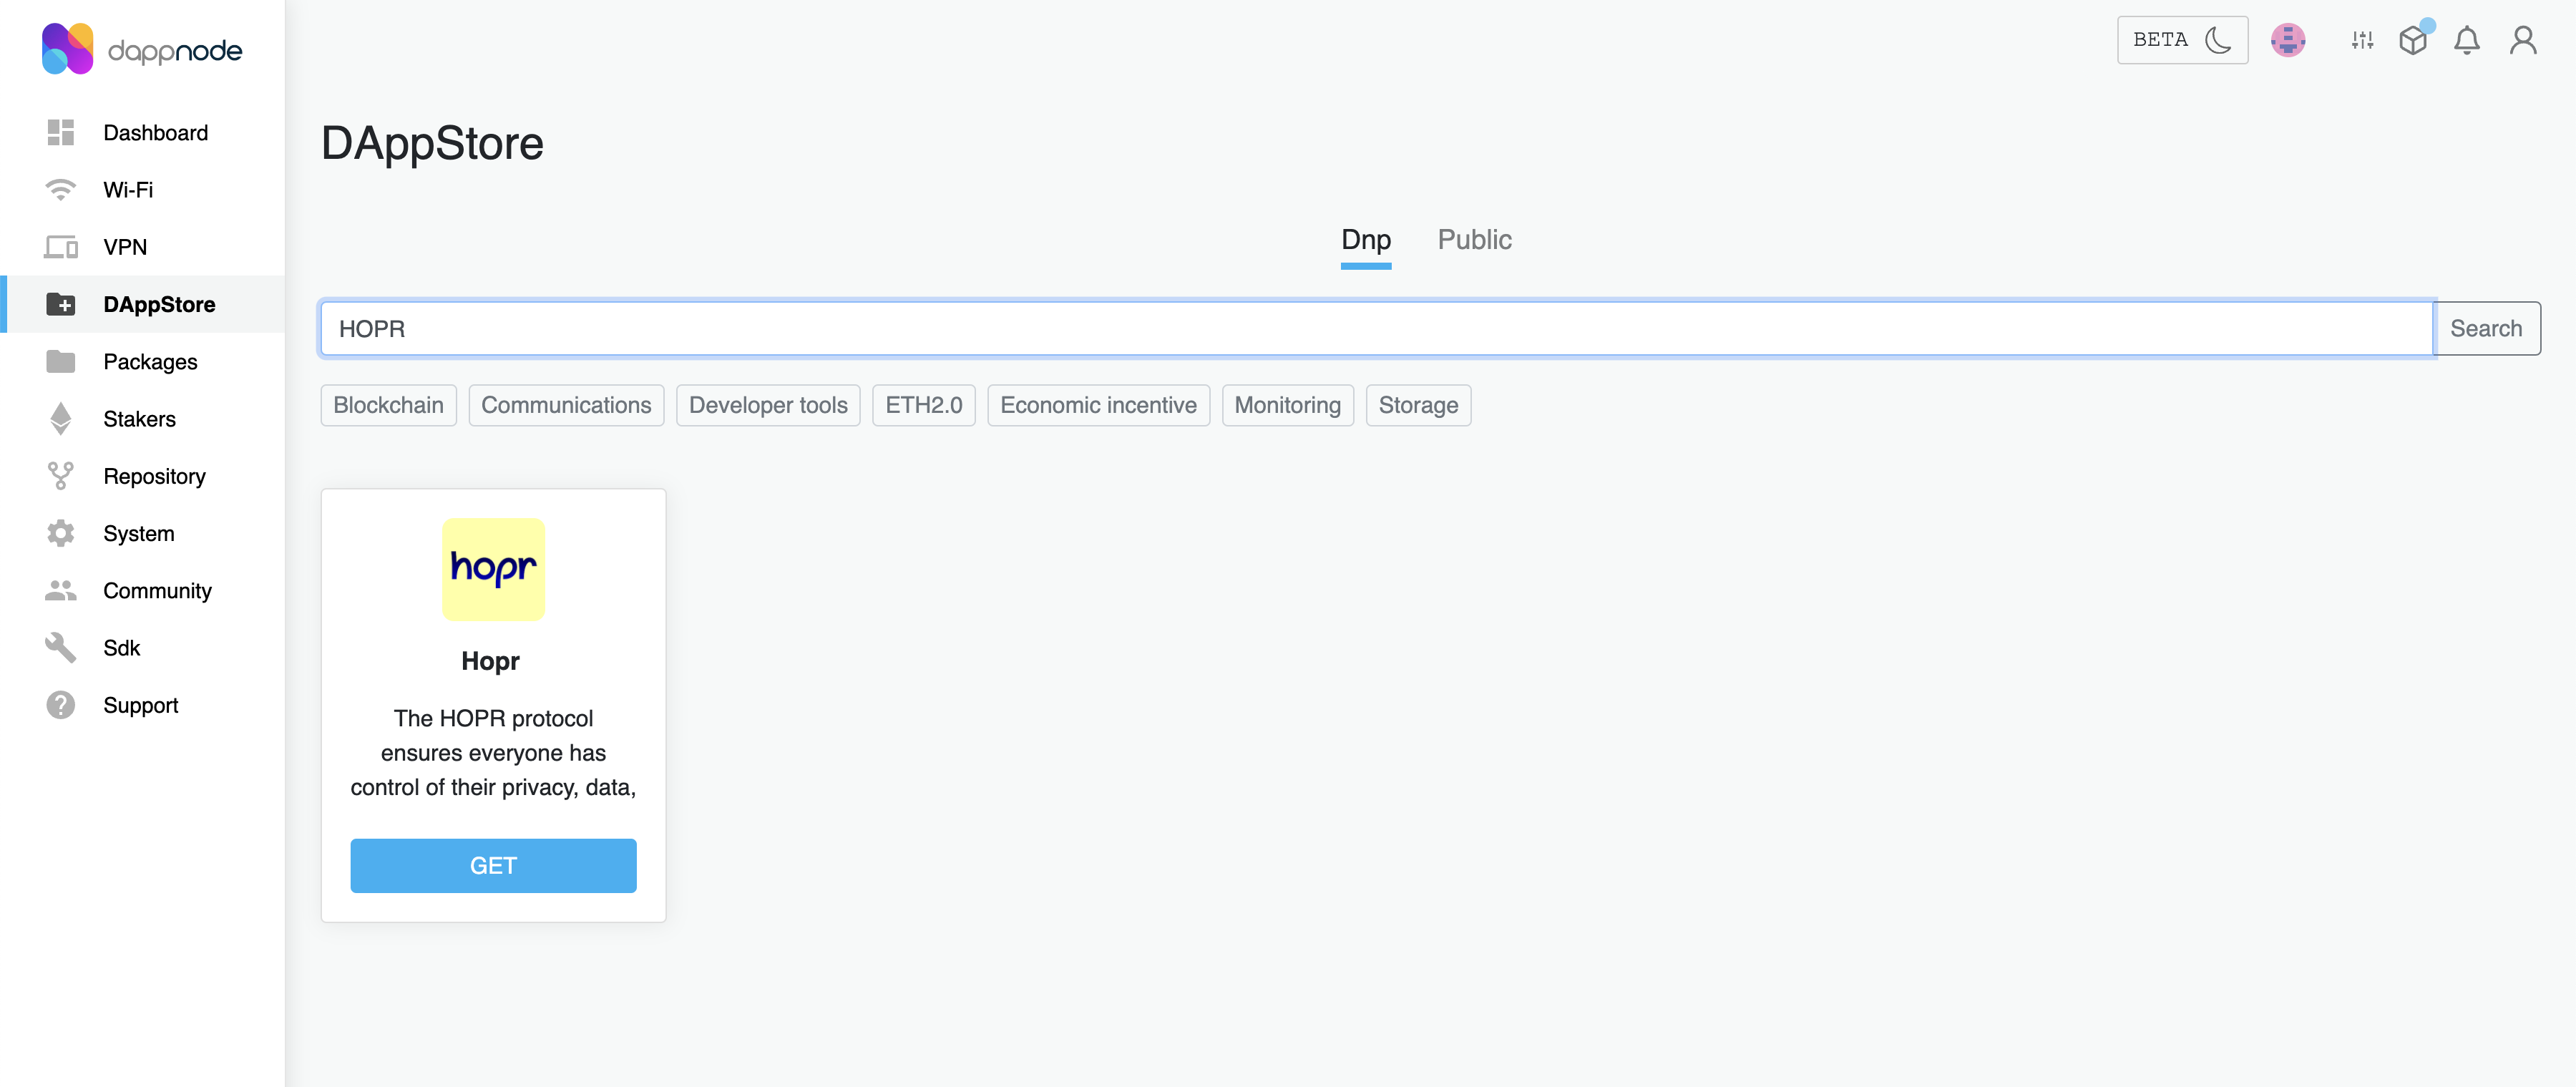 dappnode
BETA
Dashboard
Wi-Fi
VPN
DAppStore
Packages
Stakers
Repository
System
Community
Sdk
Support
DAppStore
Dnp Public
HOPR Search
Blockchain Communications Developer tools ETH2.0 Economic incentive Monitoring Storage
hopr
Hopr
The HOPR protocol
ensures everyone has
control of their privacy, data,
GET